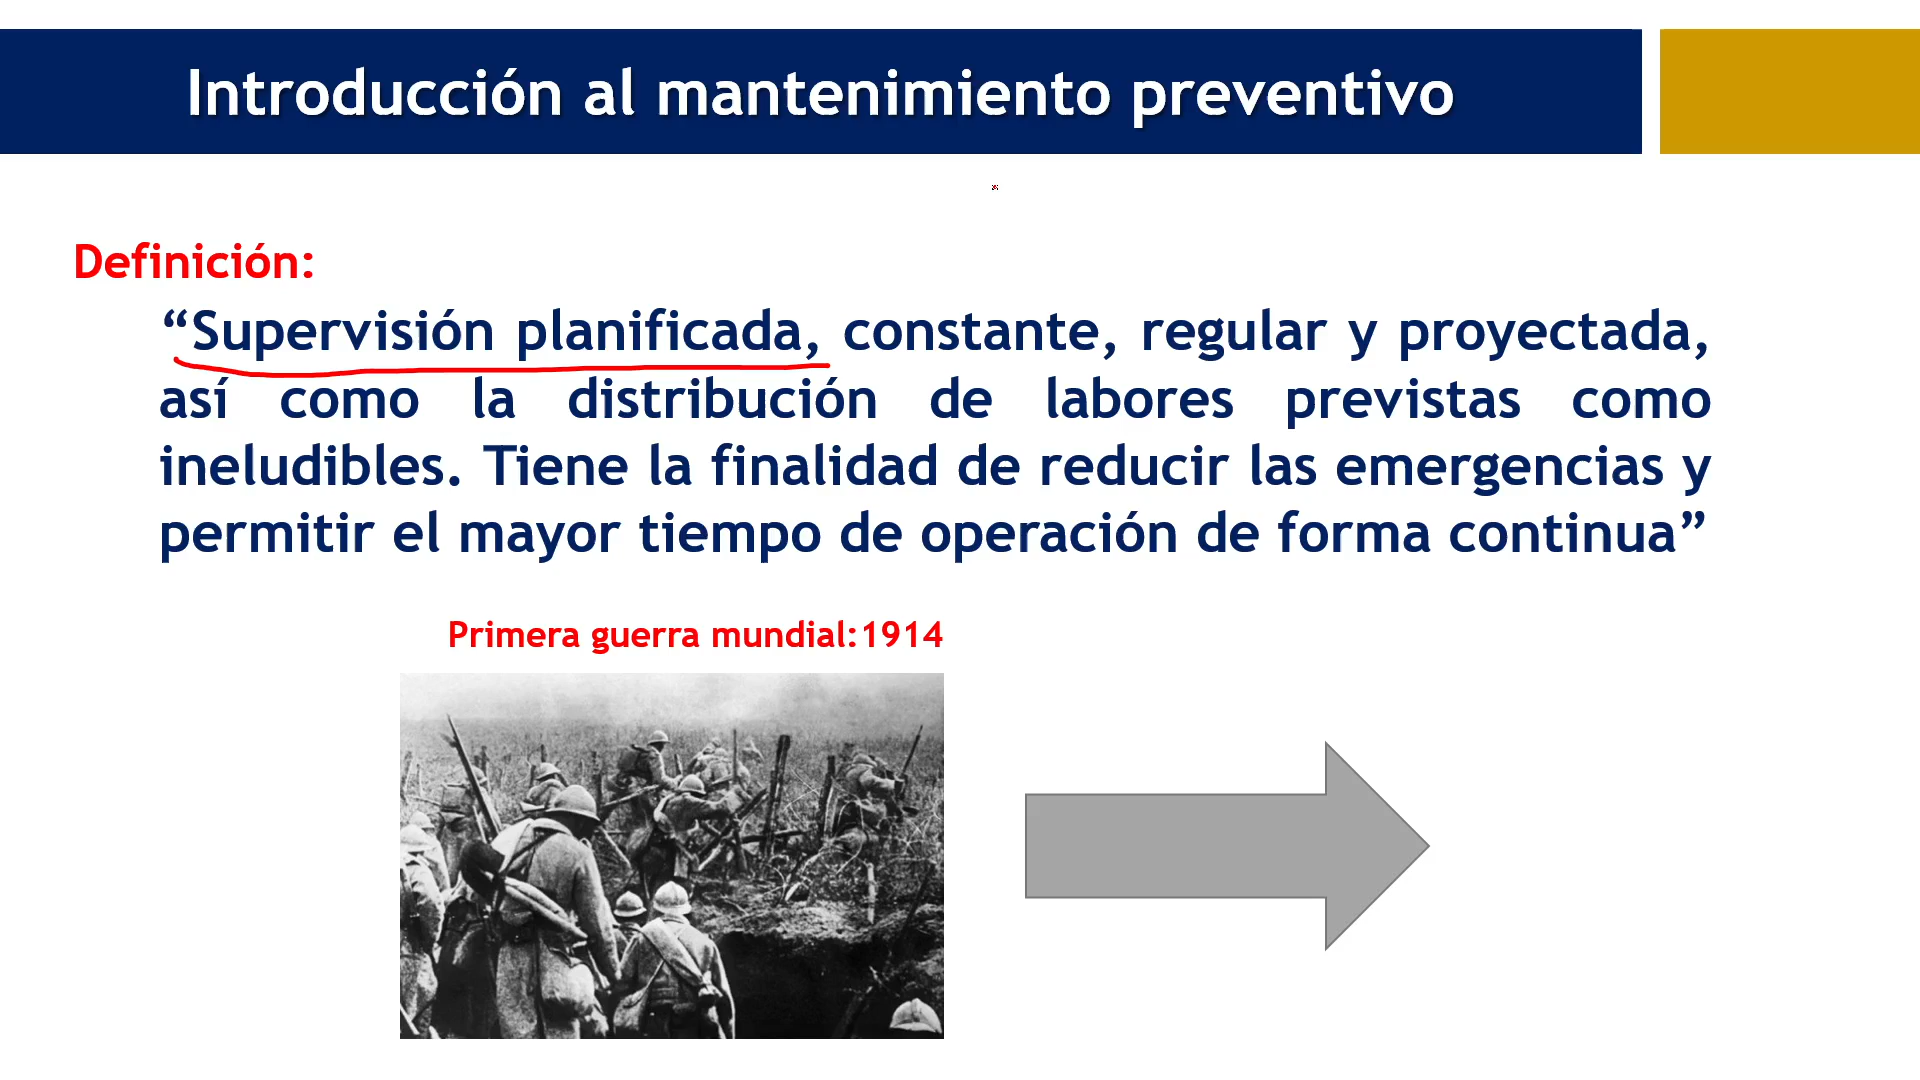 Introducción al mantenimiento preventivo
Definición:
“Supervisión planificada, constante, regular y proyectada,
así como la distribución de labores previstas como
ineludibles. Tiene la finalidad de reducir las emergencias y
permitir el mayor tiempo de operación de forma continua”
Primera guerra mundial:1914